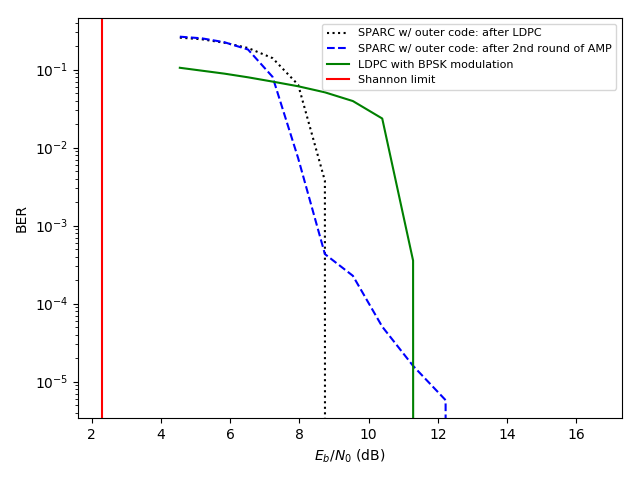 SPARC w/ outer code: after LDPC
SPARC w/ outer code: after 2nd round of AMP
LDPC with BPSK modulation
Shannon limit
BER
10⁻¹
10⁻²
10⁻³
10⁻⁴
10⁻⁵
2 4 6 8 10 12 14 16
E_b/N_0 (dB)